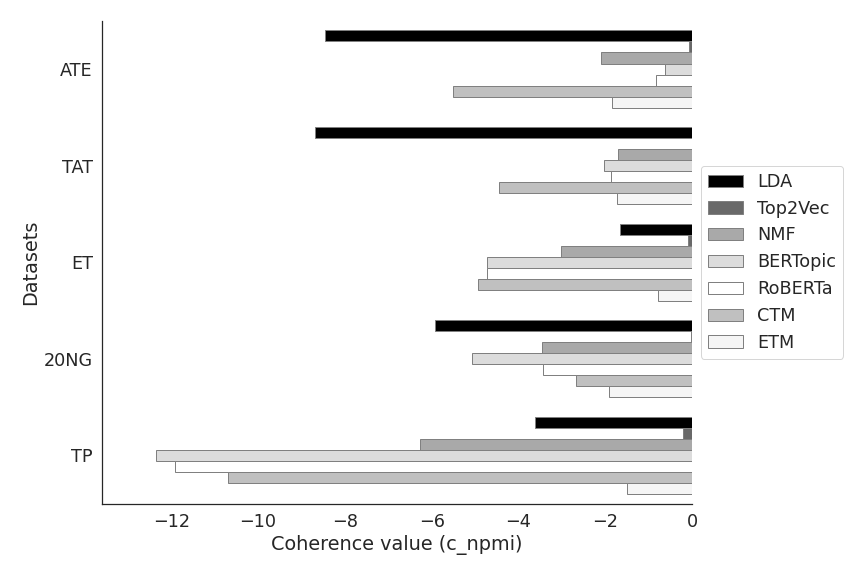 ATE
TAT
ET
20NG
TP
Datasets
−12 −10 −8 −6 −4 −2 0
Coherence value (c_npmi)
LDA
Top2Vec
NMF
BERTopic
RoBERTa
CTM
ETM